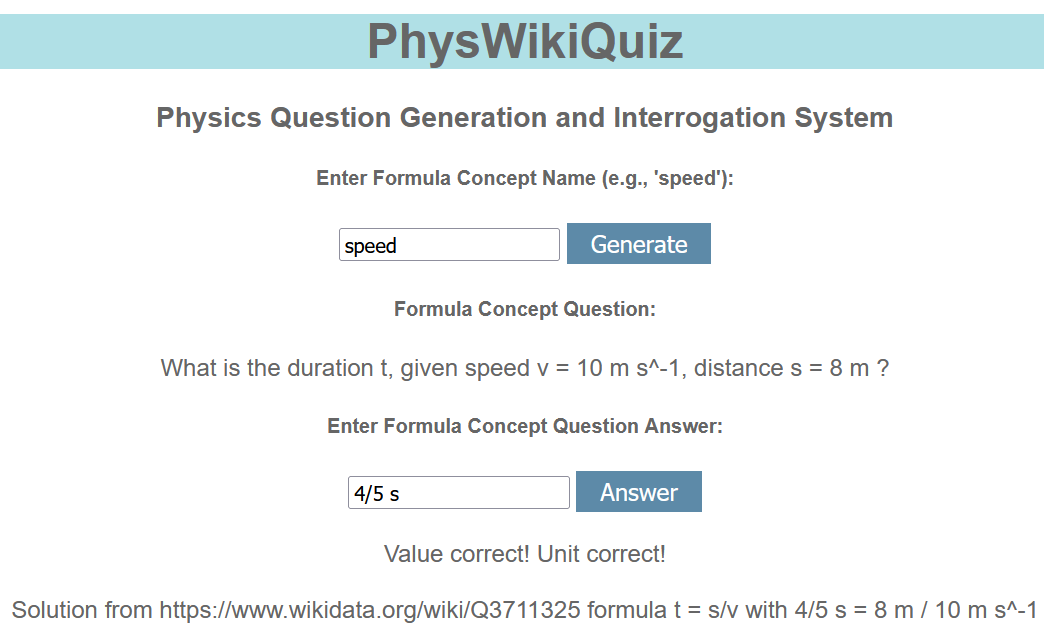 PhysWikiQuiz
Physics Question Generation and Interrogation System
Enter Formula Concept Name (e.g., 'speed'):
speed Generate
Formula Concept Question:
What is the duration t, given speed v = 10 m s^-1, distance s = 8 m ?
Enter Formula Concept Question Answer:
4/5 s Answer
Value correct! Unit correct!
Solution from https://www.wikidata.org/wiki/Q3711325 formula t = s/v with 4/5 s = 8 m / 10 m s^-1